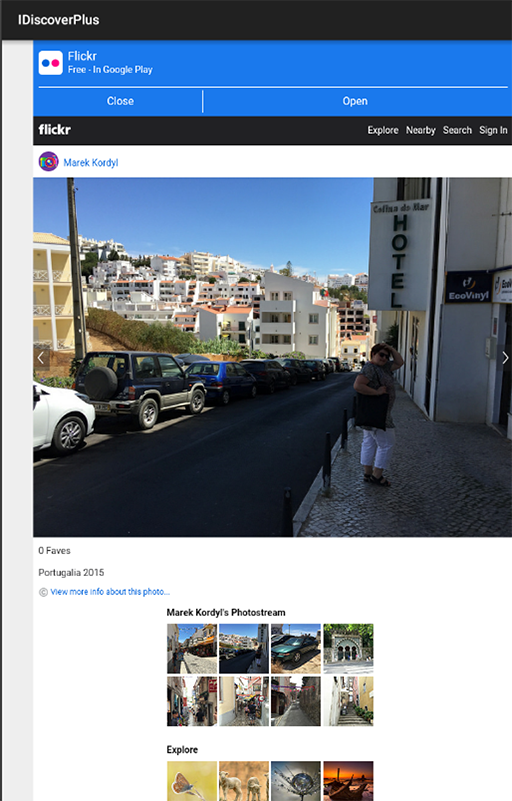 IDiscoverPlus
Flickr
Free - In Google Play
Close Open
flickr Explore Nearby Search Sign In
Marek Kordyl
Collina do Mar
HOTEL
EcoVinyl
0 Faves
Portugalia 2015
© View more info about this photo...
Marek Kordyl's Photostream
Explore